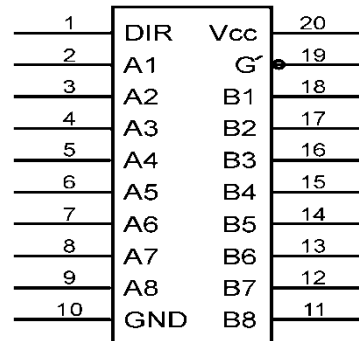 1 DIR Vcc 20
2 A1 G´ 19
3 A2 B1 18
4 A3 B2 17
5 A4 B3 16
6 A5 B4 15
7 A6 B5 14
8 A7 B6 13
9 A8 B7 12
10 GND B8 11